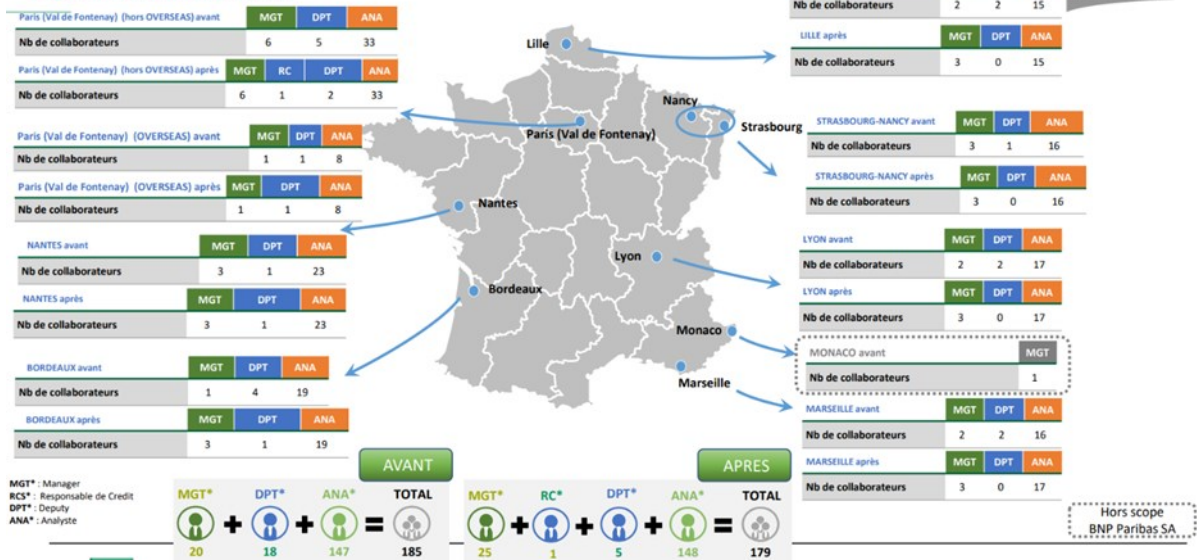 Paris (Val de Fontenay) (hors OVERSEAS) avant MGT DPT ANA
Nb de collaborateurs 6 5 33
Paris (Val de Fontenay) (hors OVERSEAS) après MGT RC DPT ANA
Nb de collaborateurs 6 1 2 33
Paris (Val de Fontenay) (OVERSEAS) avant MGT DPT ANA
Nb de collaborateurs 1 1 8
Paris (Val de Fontenay) (OVERSEAS) après MGT DPT ANA
Nb de collaborateurs 1 1 8
NANTES avant MGT DPT ANA
Nb de collaborateurs 3 1 23
NANTES après MGT DPT ANA
Nb de collaborateurs 3 1 23
BORDEAUX avant MGT DPT ANA
Nb de collaborateurs 1 4 19
BORDEAUX après MGT DPT ANA
Nb de collaborateurs 3 1 19
Lille
Nancy
Strasbourg
Paris (Val de Fontenay)
Nantes
Lyon
Bordeaux
Monaco
Marseille
Nb de collaborateurs 2 2 15
LILLE après MGT DPT ANA
Nb de collaborateurs 3 0 15
STRASBOURG-NANCY avant MGT DPT ANA
Nb de collaborateurs 3 1 16
STRASBOURG-NANCY après MGT DPT ANA
Nb de collaborateurs 3 0 16
LYON avant MGT DPT ANA
Nb de collaborateurs 2 2 17
LYON après MGT DPT ANA
Nb de collaborateurs 3 0 17
MONACO avant MGT
Nb de collaborateurs 1
MARSEILLE avant MGT DPT ANA
Nb de collaborateurs 2 2 16
MARSEILLE après MGT DPT ANA
Nb de collaborateurs 3 0 17
MGT* : Manager
RCS* : Responsable de Credit
DPT* : Deputy
ANA* : Analyste
AVANT
MGT* DPT* ANA* TOTAL
+ + =
20 18 147 185
APRES
MGT* RC* DPT* ANA* TOTAL
+ + + =
25 1 5 148 179
Hors scope
BNP Paribas SA